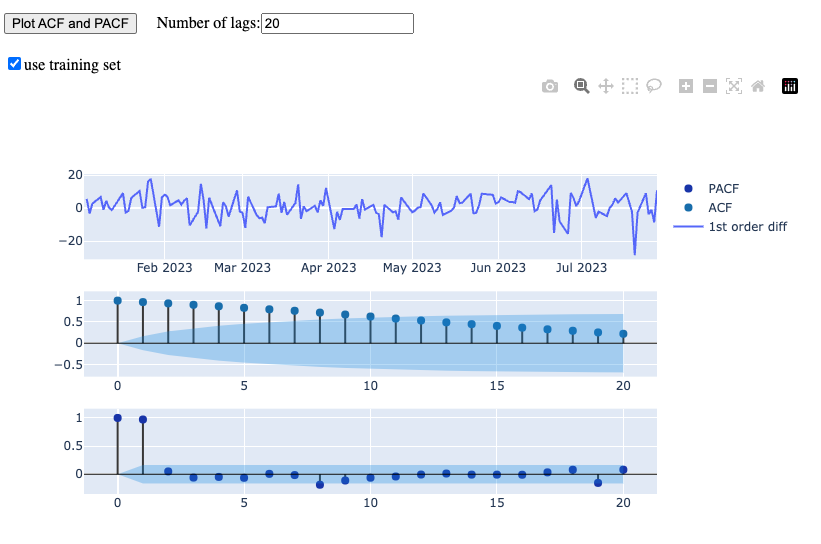 Plot ACF and PACF Number of lags: 20
use training set
20
0
−20
Feb 2023 Mar 2023 Apr 2023 May 2023 Jun 2023 Jul 2023
PACF
ACF
1st order diff
1
0.5
0
−0.5
0 5 10 15 20
1
0.5
0
0 5 10 15 20